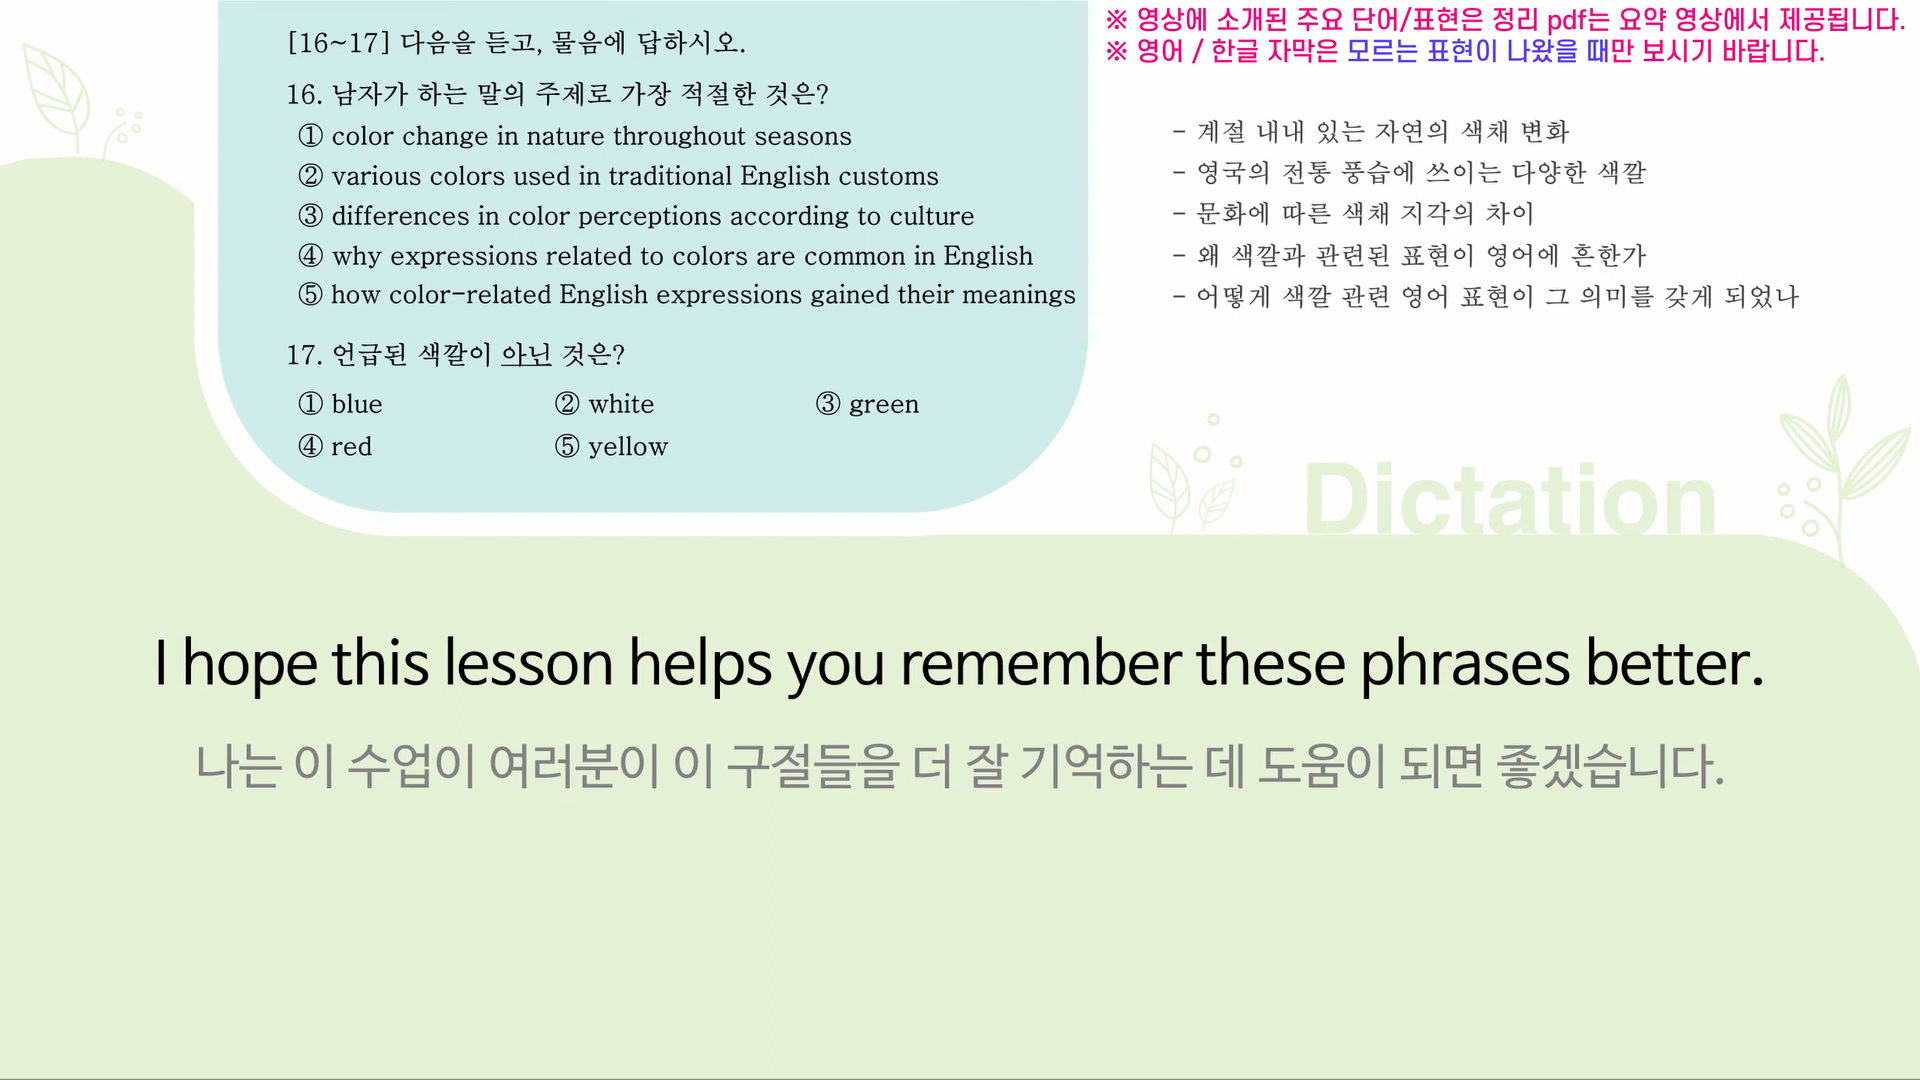 ※ 영상에 소개된 주요 단어/표현은 정리 pdf는 요약 영상에서 제공됩니다.
※ 영어 / 한글 자막은 모르는 표현이 나왔을 때만 보시기 바랍니다.
[16~17] 다음을 듣고, 물음에 답하시오.
16. 남자가 하는 말의 주제로 가장 적절한 것은?
① color change in nature throughout seasons
② various colors used in traditional English customs
③ differences in color perceptions according to culture
④ why expressions related to colors are common in English
⑤ how color-related English expressions gained their meanings
- 계절 내내 있는 자연의 색채 변화
- 영국의 전통 풍습에 쓰이는 다양한 색깔
- 문화에 따른 색채 지각의 차이
- 왜 색깔과 관련된 표현이 영어에 흔한가
- 어떻게 색깔 관련 영어 표현이 그 의미를 갖게 되었나
17. 언급된 색깔이 아닌 것은?
① blue ② white ③ green
④ red ⑤ yellow
Dictation
I hope this lesson helps you remember these phrases better.
나는 이 수업이 여러분이 이 구절들을 더 잘 기억하는 데 도움이 되면 좋겠습니다.